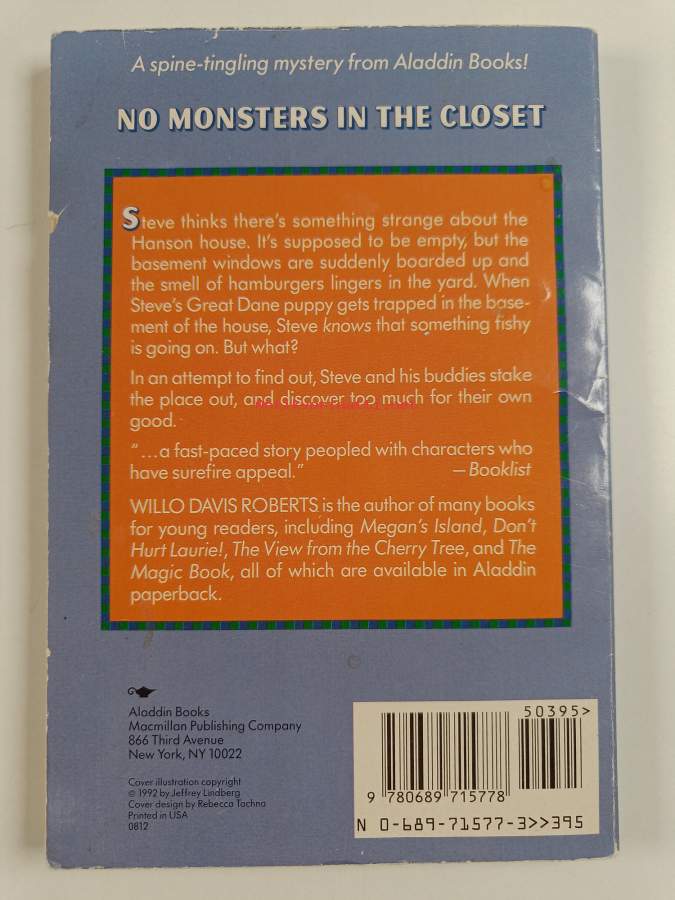 A spine-tingling mystery from Aladdin Books!
NO MONSTERS IN THE CLOSET
Steve thinks there's something strange about the
Hanson house. It's supposed to be empty, but the
basement windows are suddenly boarded up and
the smell of hamburgers lingers in the yard. When
Steve's Great Dane puppy gets trapped in the base-
ment of the house, Steve knows that something fishy
is going on. But what?
In an attempt to find out, Steve and his buddies stake
the place out, and discover too much for their own
good.
"...a fast-paced story peopled with characters who
have surefire appeal." —Booklist
WILLO DAVIS ROBERTS is the author of many books
for young readers, including Megan's Island, Don't
Hurt Laurie!, The View from the Cherry Tree, and The
Magic Book, all of which are available in Aladdin
paperback.
Aladdin Books
Macmillan Publishing Company
866 Third Avenue
New York, NY 10022
Cover illustration copyright
© 1992 by Jeffrey Lindberg
Cover design by Rebecca Tachna
Printed in USA
0812
50395>
9 780689 715778
N 0-689-71577-3>>395